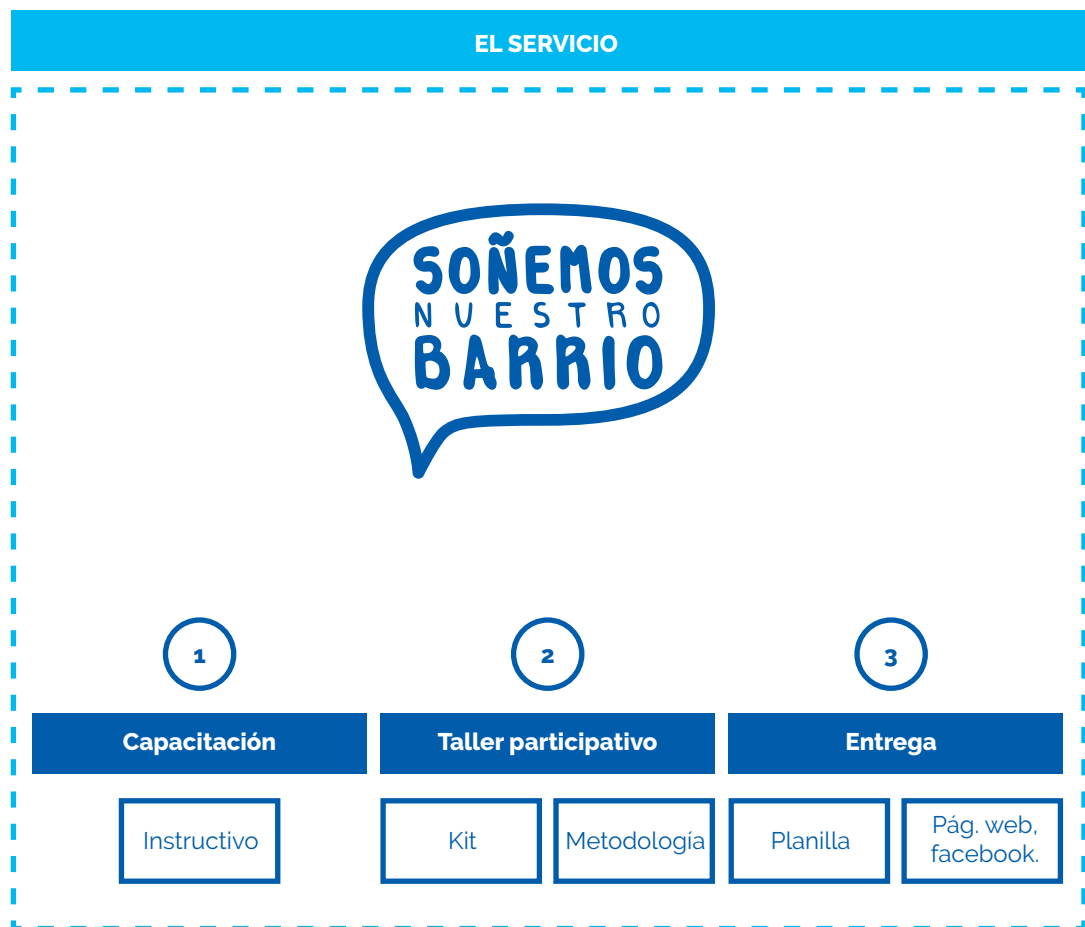 EL SERVICIO
SOÑEMOS
NUESTRO
BARRIO
1
2
3
Capacitación
Taller participativo
Entrega
Instructivo
Kit
Metodología
Planilla
Pág. web,
facebook.